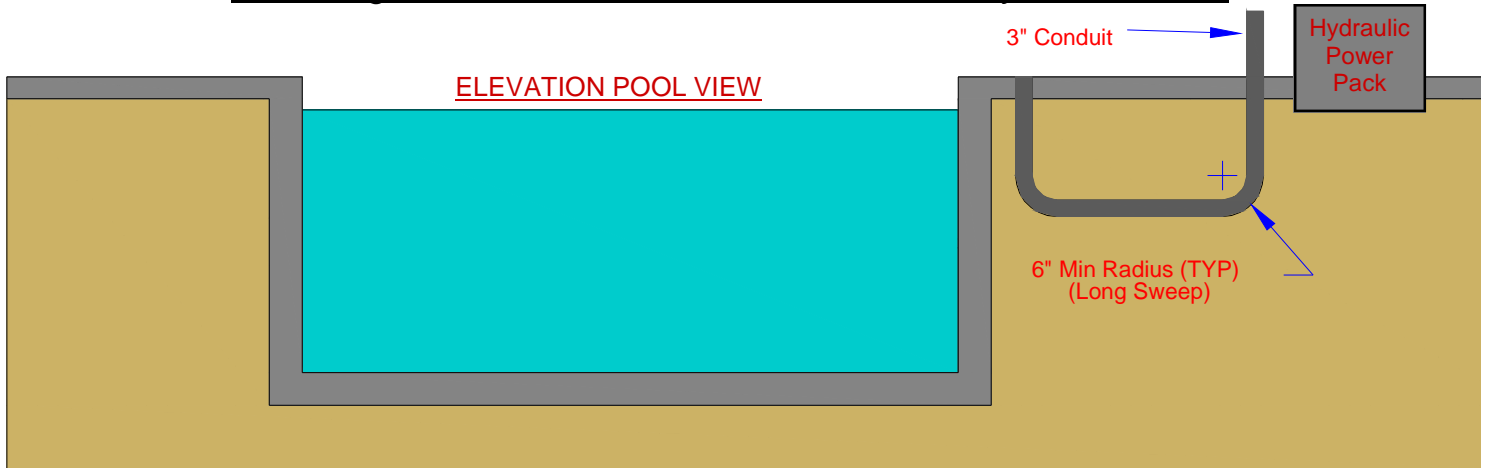 3" Conduit
Hydraulic
Power
Pack
ELEVATION POOL VIEW
6" Min Radius (TYP)
(Long Sweep)